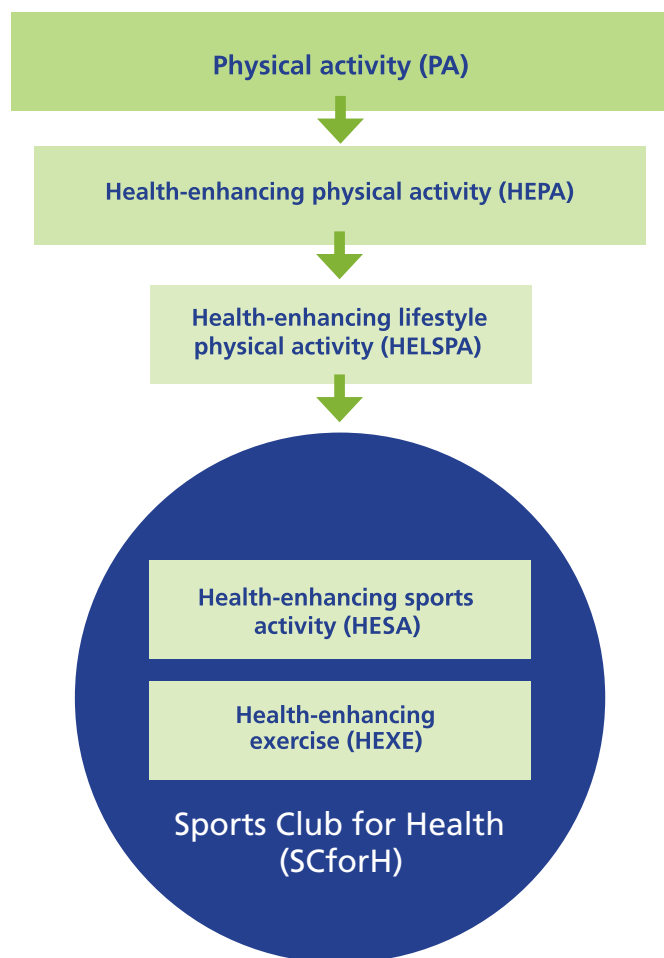 Physical activity (PA)
Health-enhancing physical activity (HEPA)
Health-enhancing lifestyle
physical activity (HELSPA)
Health-enhancing sports
activity (HESA)
Health-enhancing
exercise (HEXE)
Sports Club for Health
(SCforH)